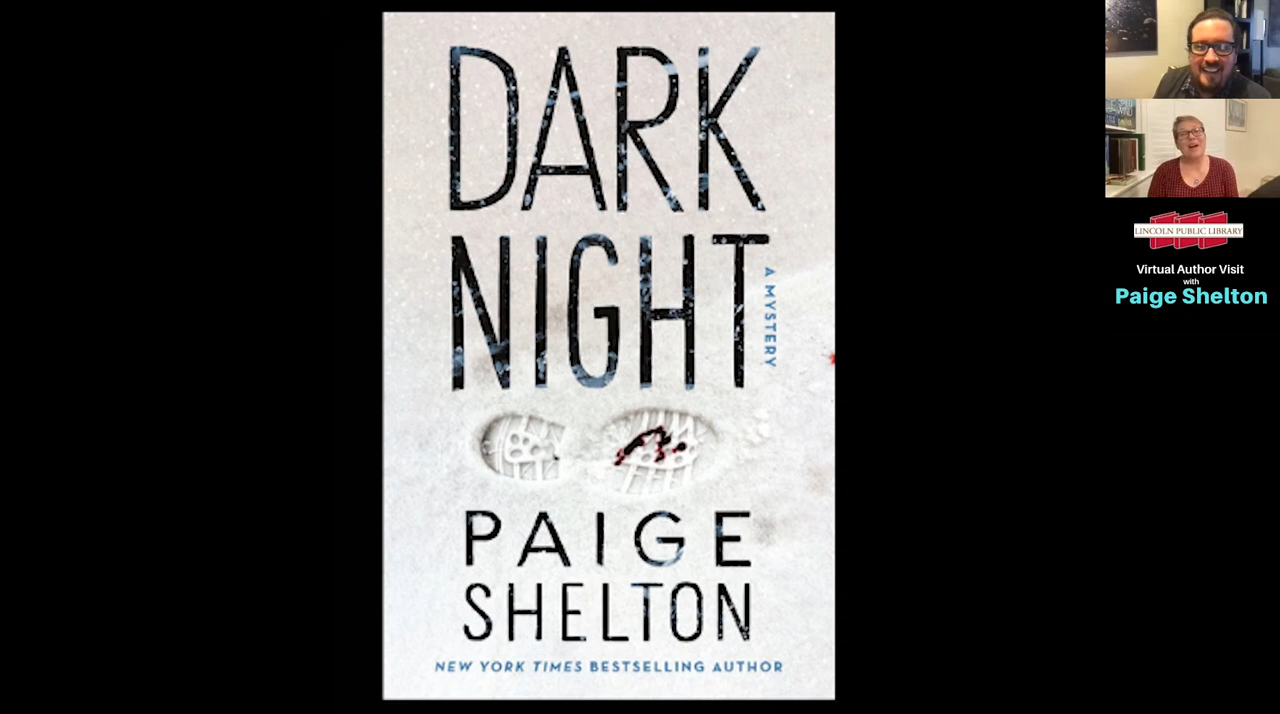 DARK
NIGHT
A MYSTERY
PAIGE
SHELTON
NEW YORK TIMES BESTSELLING AUTHOR
LINCOLN PUBLIC LIBRARY
Virtual Author Visit
with
Paige Shelton